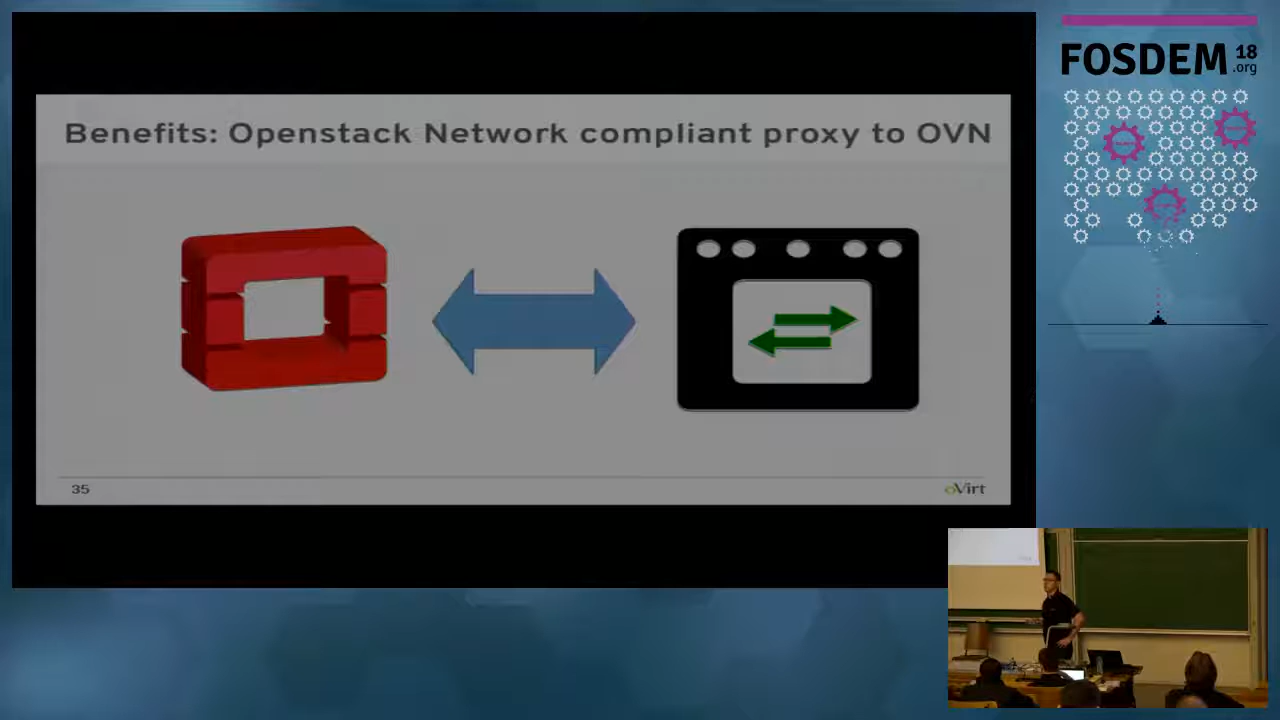 Benefits: Openstack Network compliant proxy to OVN
35
oVirt
FOSDEM 18
.org